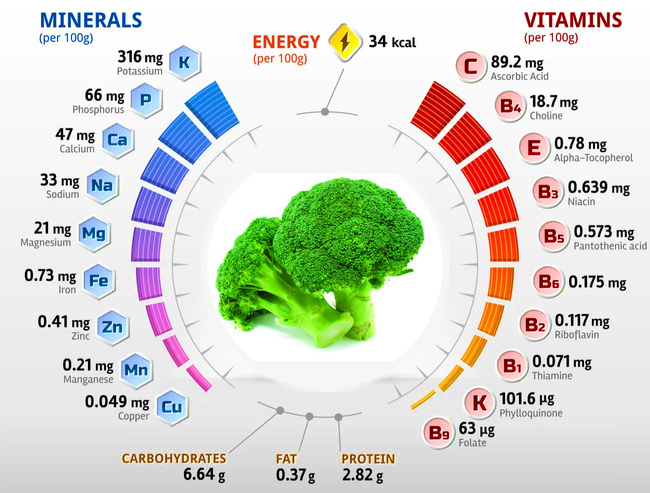 MINERALS
(per 100g)
316 mg
Potassium
K
66 mg
Phosphorus
P
47 mg
Calcium
Ca
33 mg
Sodium
Na
21 mg
Magnesium
Mg
0.73 mg
Iron
Fe
0.41 mg
Zinc
Zn
0.21 mg
Manganese
Mn
0.049 mg
Copper
Cu
ENERGY
(per 100g)
34 kcal
VITAMINS
(per 100g)
C
89.2 mg
Ascorbic Acid
B4
18.7 mg
Choline
E
0.78 mg
Alpha-Tocopherol
B3
0.639 mg
Niacin
B5
0.573 mg
Pantothenic acid
B6
0.175 mg
B2
0.117 mg
Riboflavin
B1
0.071 mg
Thiamine
K
101.6 µg
Phylloquinone
B9
63 µg
Folate
CARBOHYDRATES
6.64 g
FAT
0.37 g
PROTEIN
2.82 g